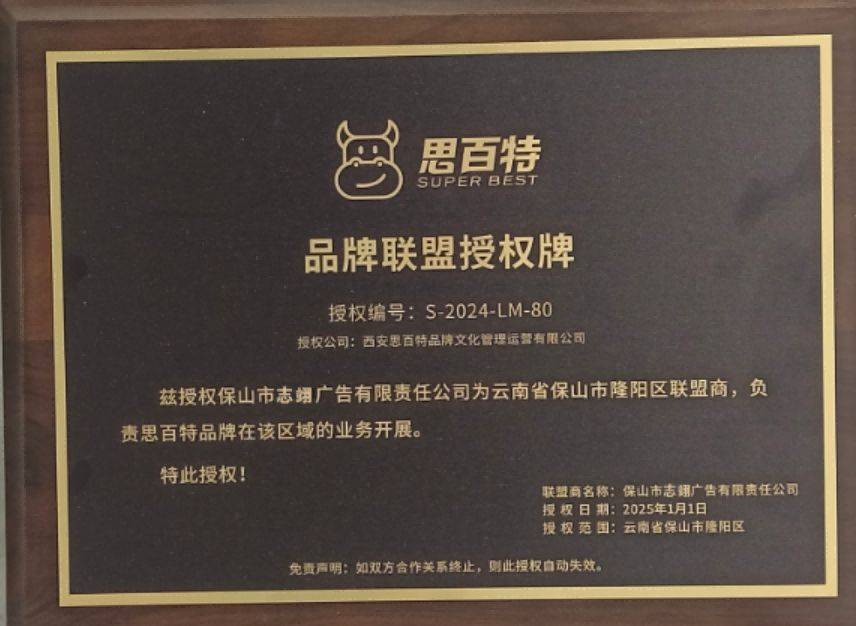 思百特
SUPER BEST
品牌联盟授权牌
授权编号：S-2024-LM-80
授权公司：西安思百特品牌文化管理运营有限公司
兹授权保山市志翃广告有限责任公司为云南省保山市隆阳区联盟商，负
责思百特品牌在该区域的业务开展。
特此授权！
联盟商名称：保山市志翃广告有限责任公司
授 权 日 期：2025年1月1日
授 权 范 围：云南省保山市隆阳区
免责声明：如双方合作关系终止，则此授权自动失效。